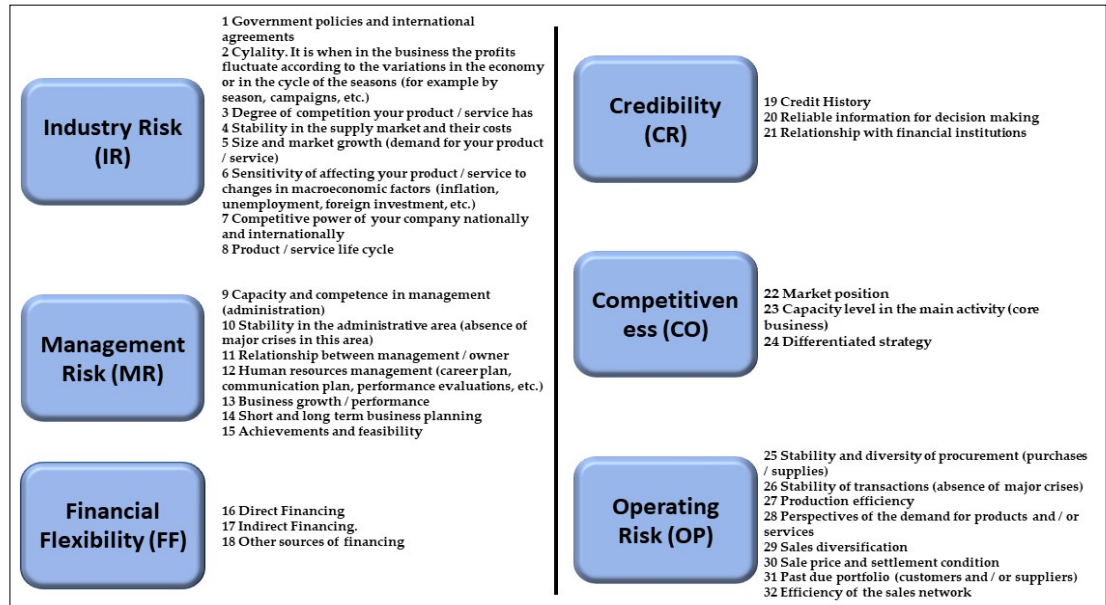 Industry Risk
(IR)
1 Government policies and international
agreements
2 Cylality. It is when in the business the profits
fluctuate according to the variations in the economy
or in the cycle of the seasons (for example by
season, campaigns, etc.)
3 Degree of competition your product / service has
4 Stability in the supply market and their costs
5 Size and market growth (demand for your product
/ service)
6 Sensitivity of affecting your product / service to
changes in macroeconomic factors (inflation,
unemployment, foreign investment, etc.)
7 Competitive power of your company nationally
and internationally
8 Product / service life cycle
Management
Risk (MR)
9 Capacity and competence in management
(administration)
10 Stability in the administrative area (absence of
major crises in this area)
11 Relationship between management / owner
12 Human resources management (career plan,
communication plan, performance evaluations, etc.)
13 Business growth / performance
14 Short and long term business planning
15 Achievements and feasibility
Financial
Flexibility (FF)
16 Direct Financing
17 Indirect Financing.
18 Other sources of financing
Credibility
(CR)
19 Credit History
20 Reliable information for decision making
21 Relationship with financial institutions
Competitiven
ess (CO)
22 Market position
23 Capacity level in the main activity (core
business)
24 Differentiated strategy
Operating
Risk (OP)
25 Stability and diversity of procurement (purchases
/ supplies)
26 Stability of transactions (absence of major crises)
27 Production efficiency
28 Perspectives of the demand for products and / or
services
29 Sales diversification
30 Sale price and settlement condition
31 Past due portfolio (customers and / or suppliers)
32 Efficiency of the sales network